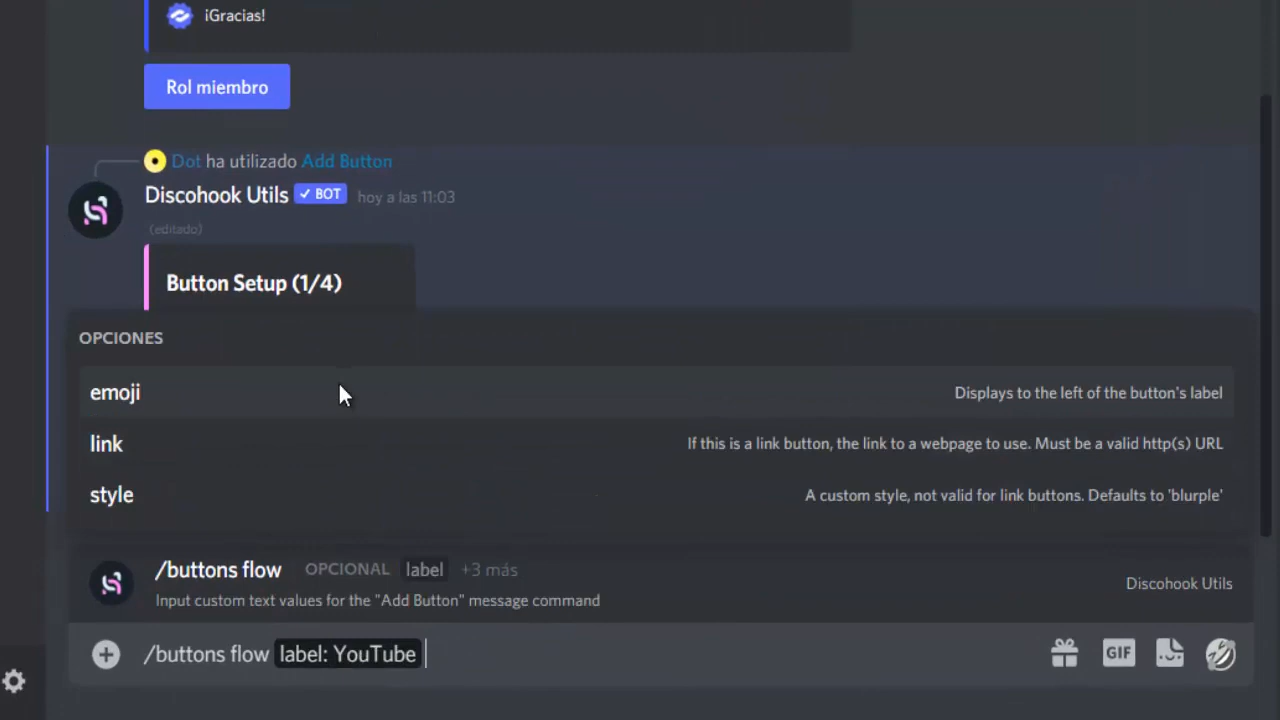 ¡Gracias!
Rol miembro
Dot ha utilizado Add Button
Discohook Utils ✓ BOT hoy a las 11:03
(editado)
Button Setup (1/4)
OPCIONES
emoji Displays to the left of the button's label
link If this is a link button, the link to a webpage to use. Must be a valid http(s) URL
style A custom style, not valid for link buttons. Defaults to 'blurple'
/buttons flow OPCIONAL label +3 más
Discohook Utils
Input custom text values for the "Add Button" message command
/buttons flow label: YouTube GIF